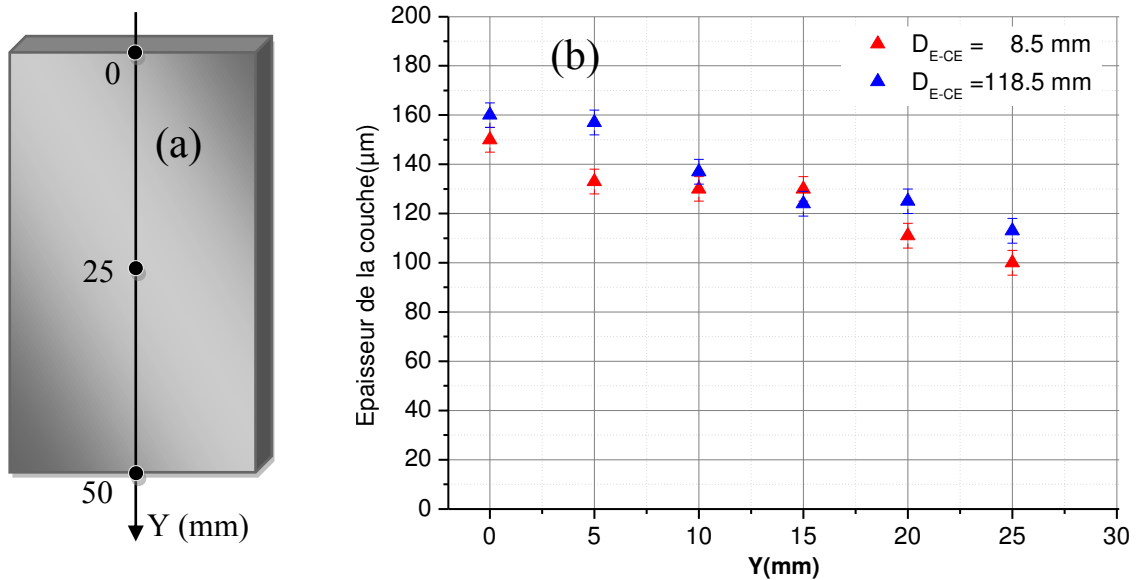 0
(a)
25
50
Y (mm)
(b)
D_E-CE = 8.5 mm
D_E-CE =118.5 mm
Epaisseur de la couche(µm)
200
180
160
140
120
100
80
60
40
20
0
0 5 10 15 20 25 30
Y(mm)